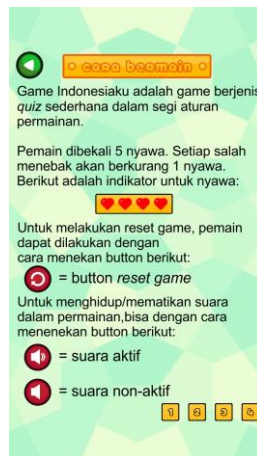 cara bermain
Game Indonesiaku adalah game berjenis
quiz sederhana dalam segi aturan
permainan.
Pemain dibekali 5 nyawa. Setiap salah
menebak akan berkurang 1 nyawa.
Berikut adalah indikator untuk nyawa:
Untuk melakukan reset game, pemain
dapat dilakukan dengan
cara menekan button berikut:
= button reset game
Untuk menghidup/mematikan suara
dalam permainan,bisa dengan cara
menenekan button berikut:
= suara aktif
= suara non-aktif
1 2 3 4